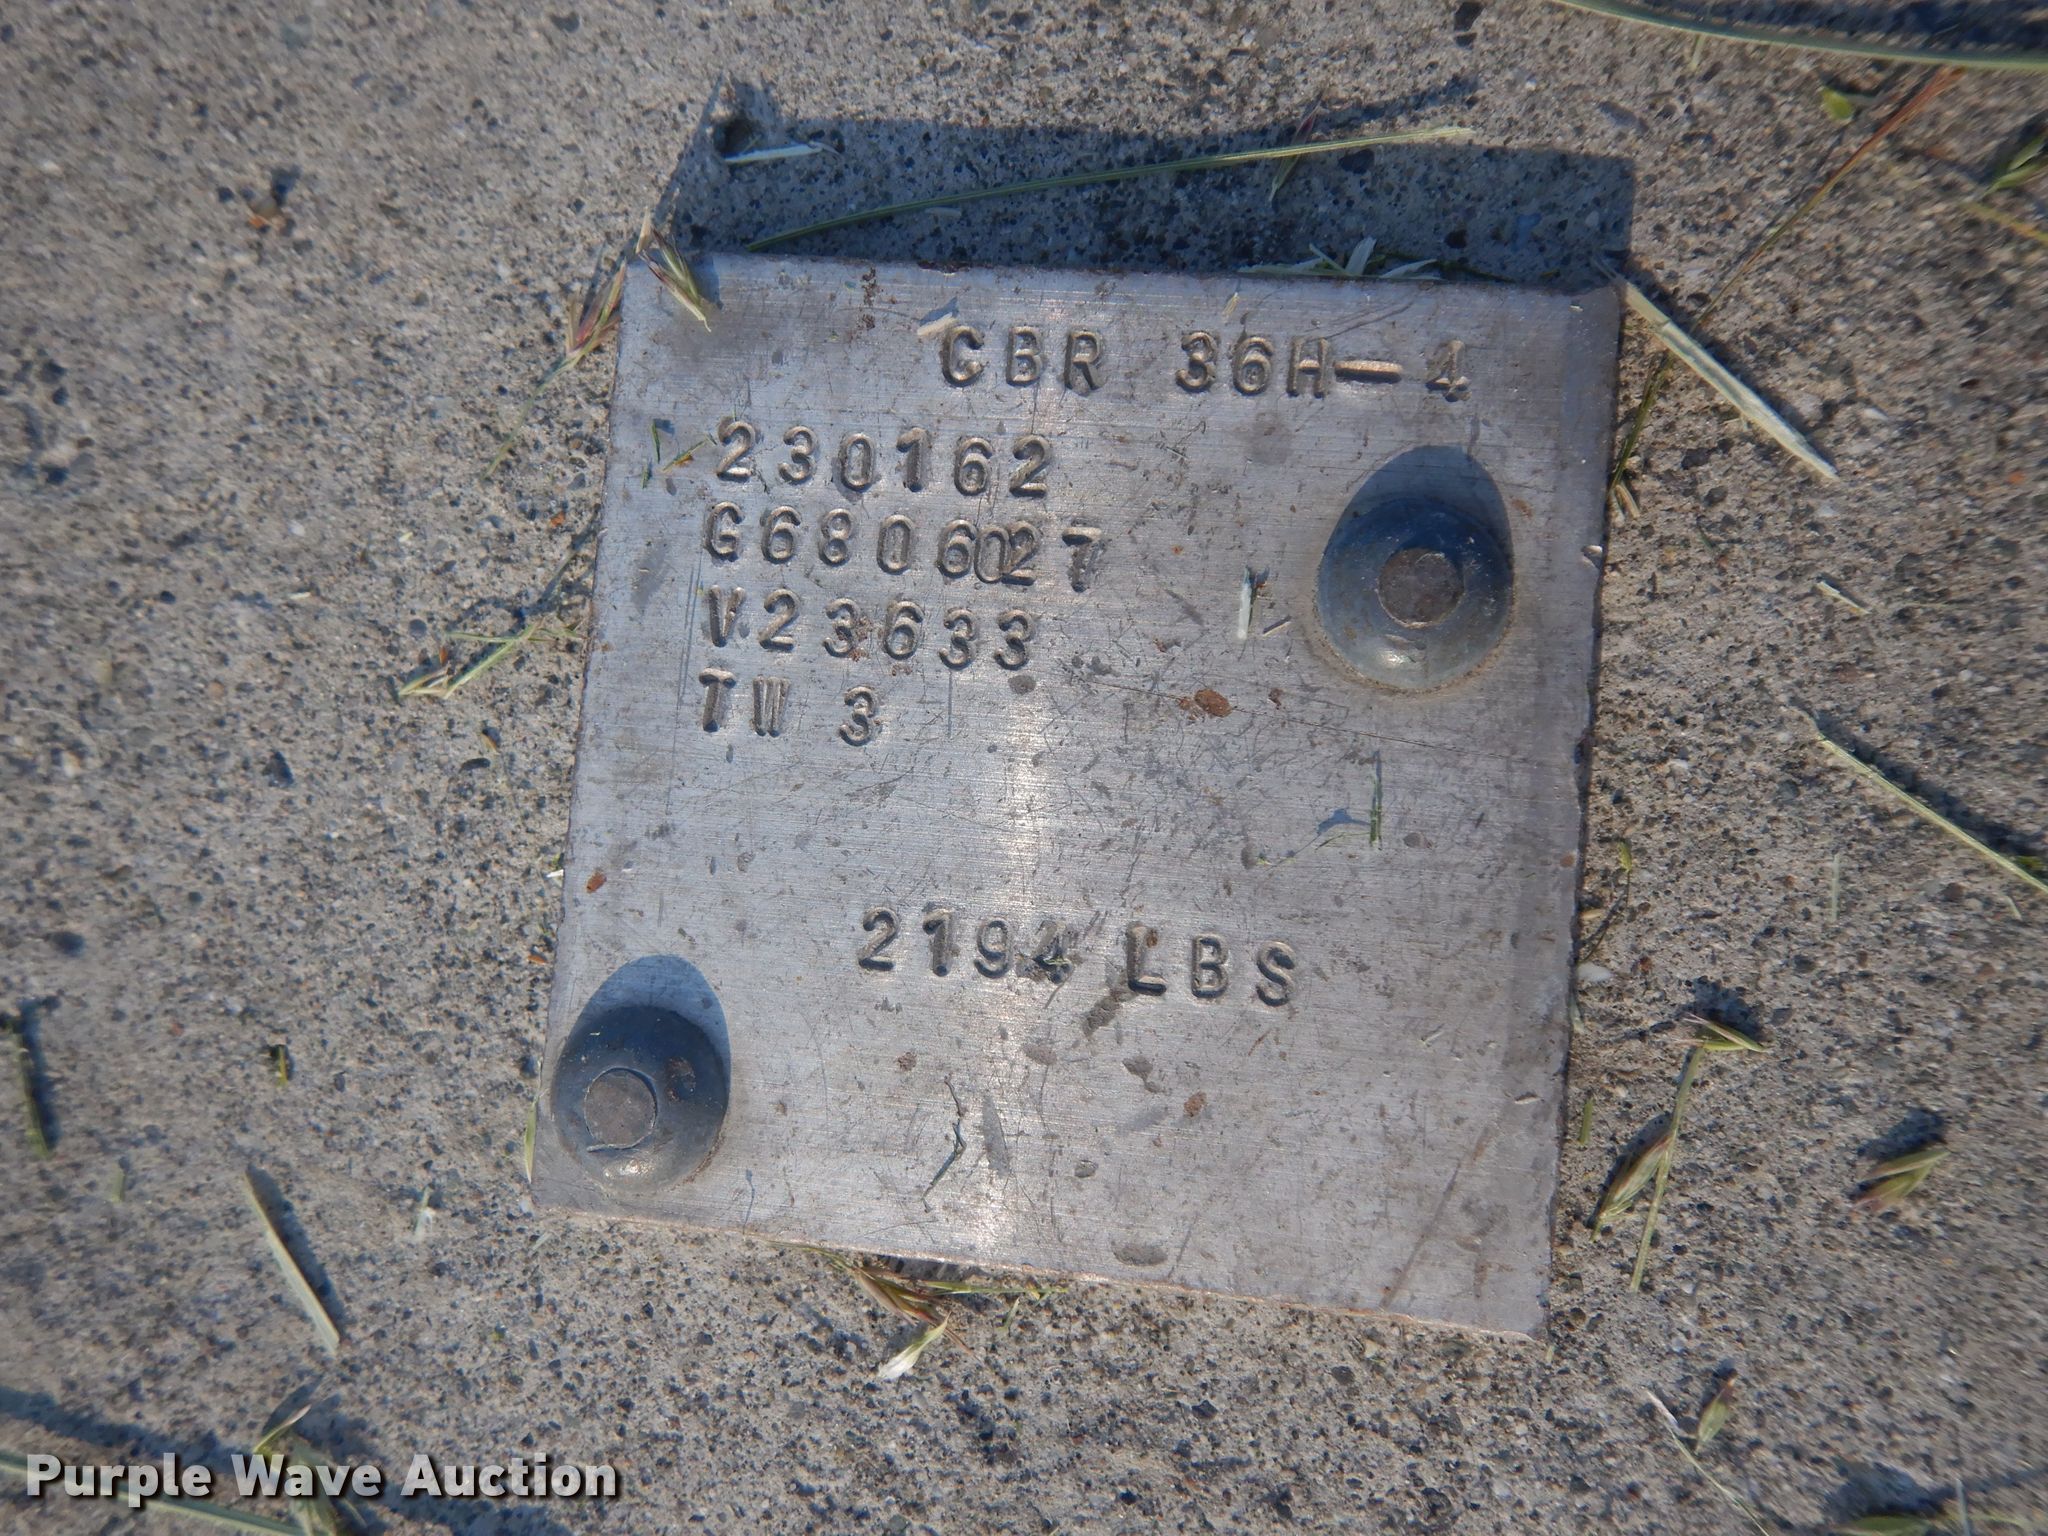 CBR 36H-4
230162
G6806027
V23633
TW 3
2194 LBS
Purple Wave Auction